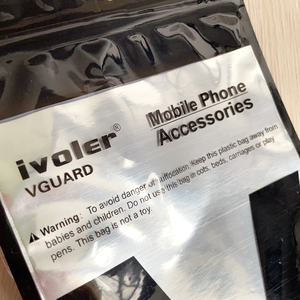 ivoler®
VGUARD
Mobile Phone
Accessories
⚠ Warning: To avoid danger of suffocation, Keep this plastic bag away from
babies and children. Do not use this bag in cots, beds, carriages or play
pens. This bag is not a toy.